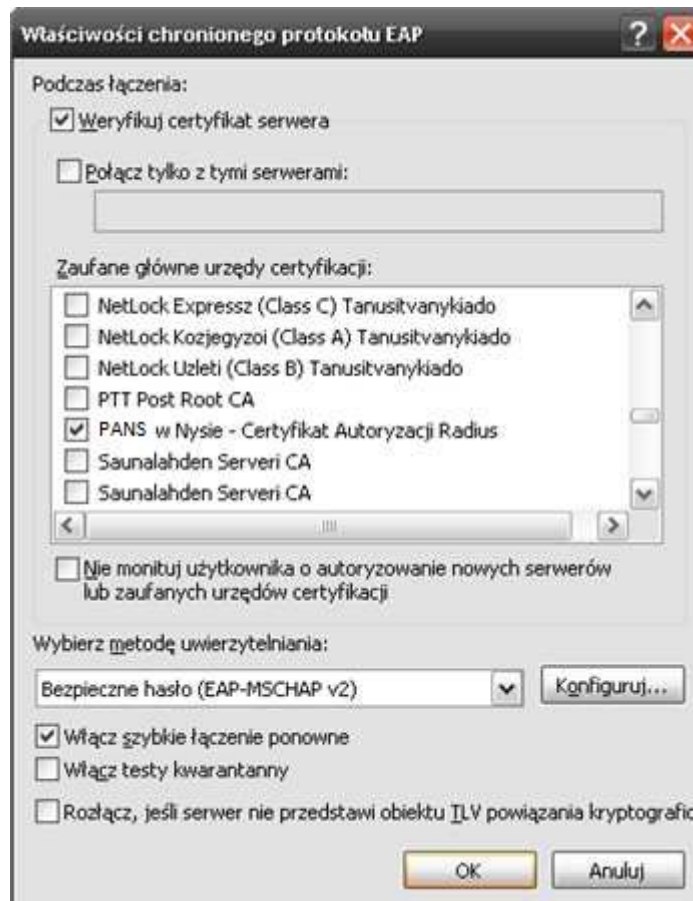 Właściwości chronionego protokołu EAP
Podczas łączenia:
Weryfikuj certyfikat serwera
Połącz tylko z tymi serwerami:
Zaufane główne urzędy certyfikacji:
NetLock Expressz (Class C) Tanusitvanykiado
NetLock Kozjegyzoi (Class A) Tanusitvanykiado
NetLock Uzleti (Class B) Tanusitvanykiado
PTT Post Root CA
PANS w Nysie - Certyfikat Autoryzacji Radius
Saunalahden Serveri CA
Saunalahden Serveri CA
Nie monituj użytkownika o autoryzowanie nowych serwerów
lub zaufanych urzędów certyfikacji
Wybierz metodę uwierzytelniania:
Bezpieczne hasło (EAP-MSCHAP v2) Konfiguruj...
Włącz szybkie łączenie ponowne
Włącz testy kwarantanny
Rozłącz, jeśli serwer nie przedstawi obiektu TLV powiązania kryptografic
OK Anuluj